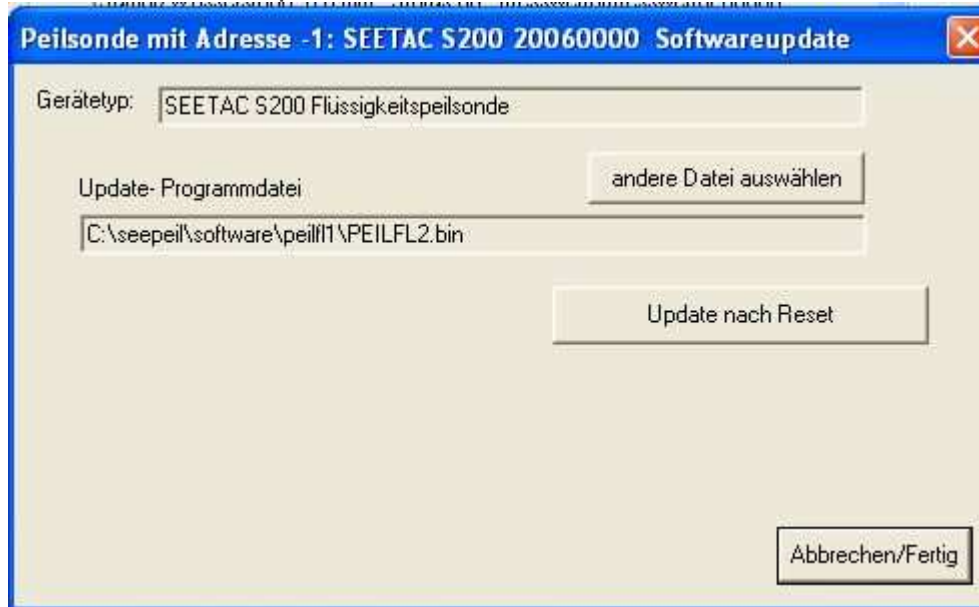 Peilsonde mit Adresse -1: SEETAC S200 20060000 Softwareupdate
Gerätetyp: SEETAC S200 Flüssigkeitspeilsonde
andere Datei auswählen
Update- Programmdatei
C:\seepeil\software\peilfl1\PEILFL2.bin
Update nach Reset
Abbrechen/Fertig